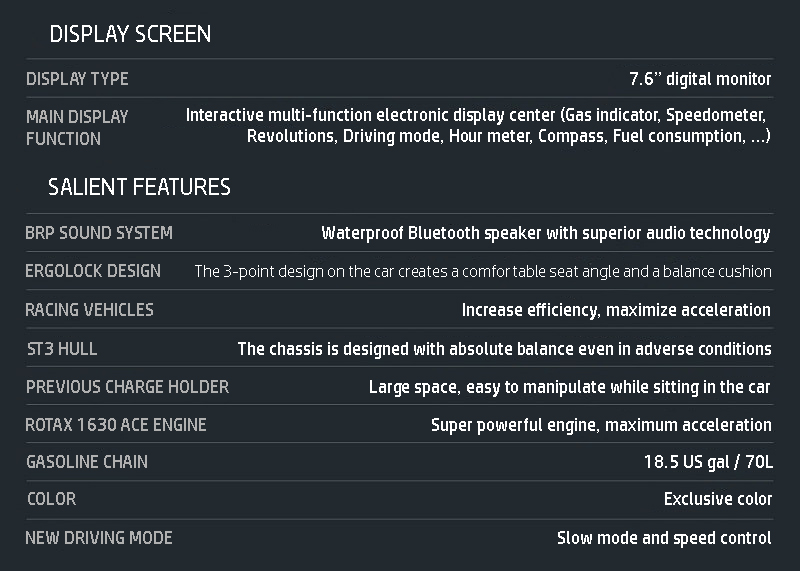 DISPLAY SCREEN
DISPLAY TYPE 7.6” digital monitor
MAIN DISPLAY FUNCTION Interactive multi-function electronic display center (Gas indicator, Speedometer,
Revolutions, Driving mode, Hour meter, Compass, Fuel consumption, ...)
SALIENT FEATURES
BRP SOUND SYSTEM Waterproof Bluetooth speaker with superior audio technology
ERGOLOCK DESIGN The 3-point design on the car creates a comfortable seat angle and a balance cushion
RACING VEHICLES Increase efficiency, maximize acceleration
ST3 HULL The chassis is designed with absolute balance even in adverse conditions
PREVIOUS CHARGE HOLDER Large space, easy to manipulate while sitting in the car
ROTAX 1630 ACE ENGINE Super powerful engine, maximum acceleration
GASOLINE CHAIN 18.5 US gal / 70L
COLOR Exclusive color
NEW DRIVING MODE Slow mode and speed control